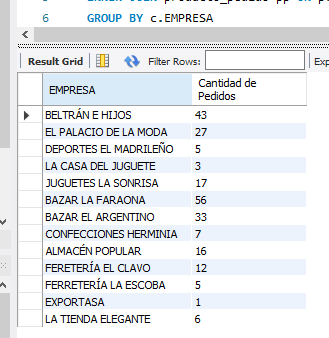 6 GROUP BY c.EMPRESA
Result Grid Filter Rows:
EMPRESA Cantidad de Pedidos
BELTRÁN E HIJOS 43
EL PALACIO DE LA MODA 27
DEPORTES EL MADRILEÑO 5
LA CASA DEL JUGUETE 3
JUGUETES LA SONRISA 17
BAZAR LA FARAONA 56
BAZAR EL ARGENTINO 33
CONFECCIONES HERMINIA 7
ALMACÉN POPULAR 16
FERETERÍA EL CLAVO 12
FERRETERÍA LA ESCOBA 5
EXPORTASA 1
LA TIENDA ELEGANTE 6